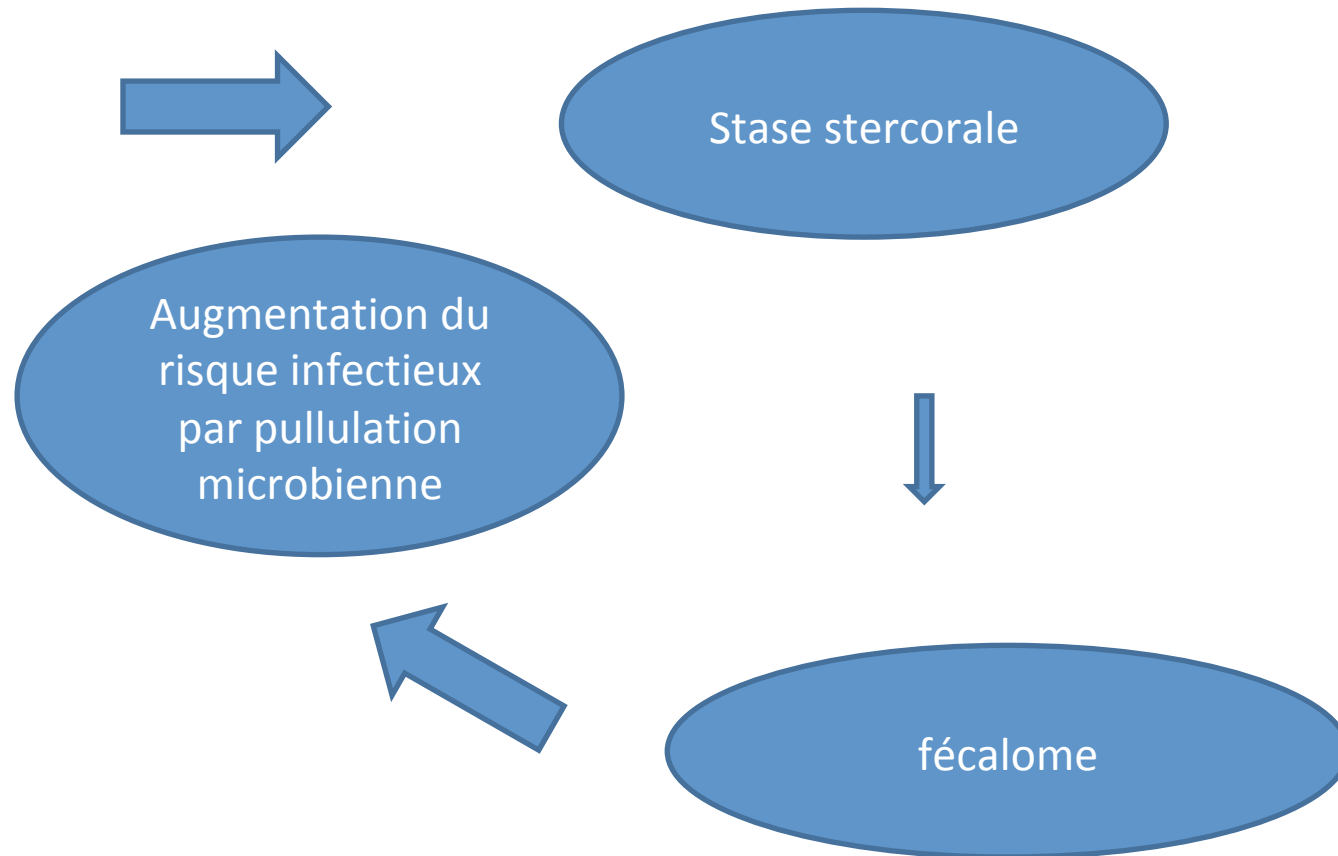 Stase stercorale
Augmentation du
risque infectieux
par pullulation
microbienne
fécalome